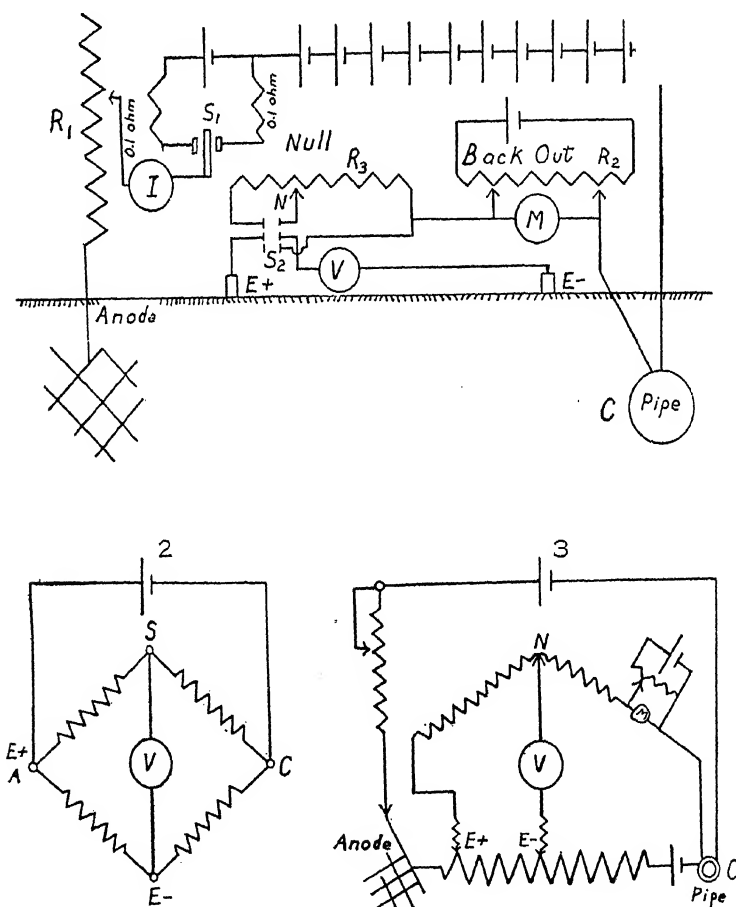 R1
0.1 ohm
I
S1
0.1 ohm
Null
N
R3
S2
V
E+
E-
Back Out R2
M
Anode
C
Pipe
2
S
E+
A
V
C
E-
3
N
M
V
Anode
E+
E-
C
Pipe